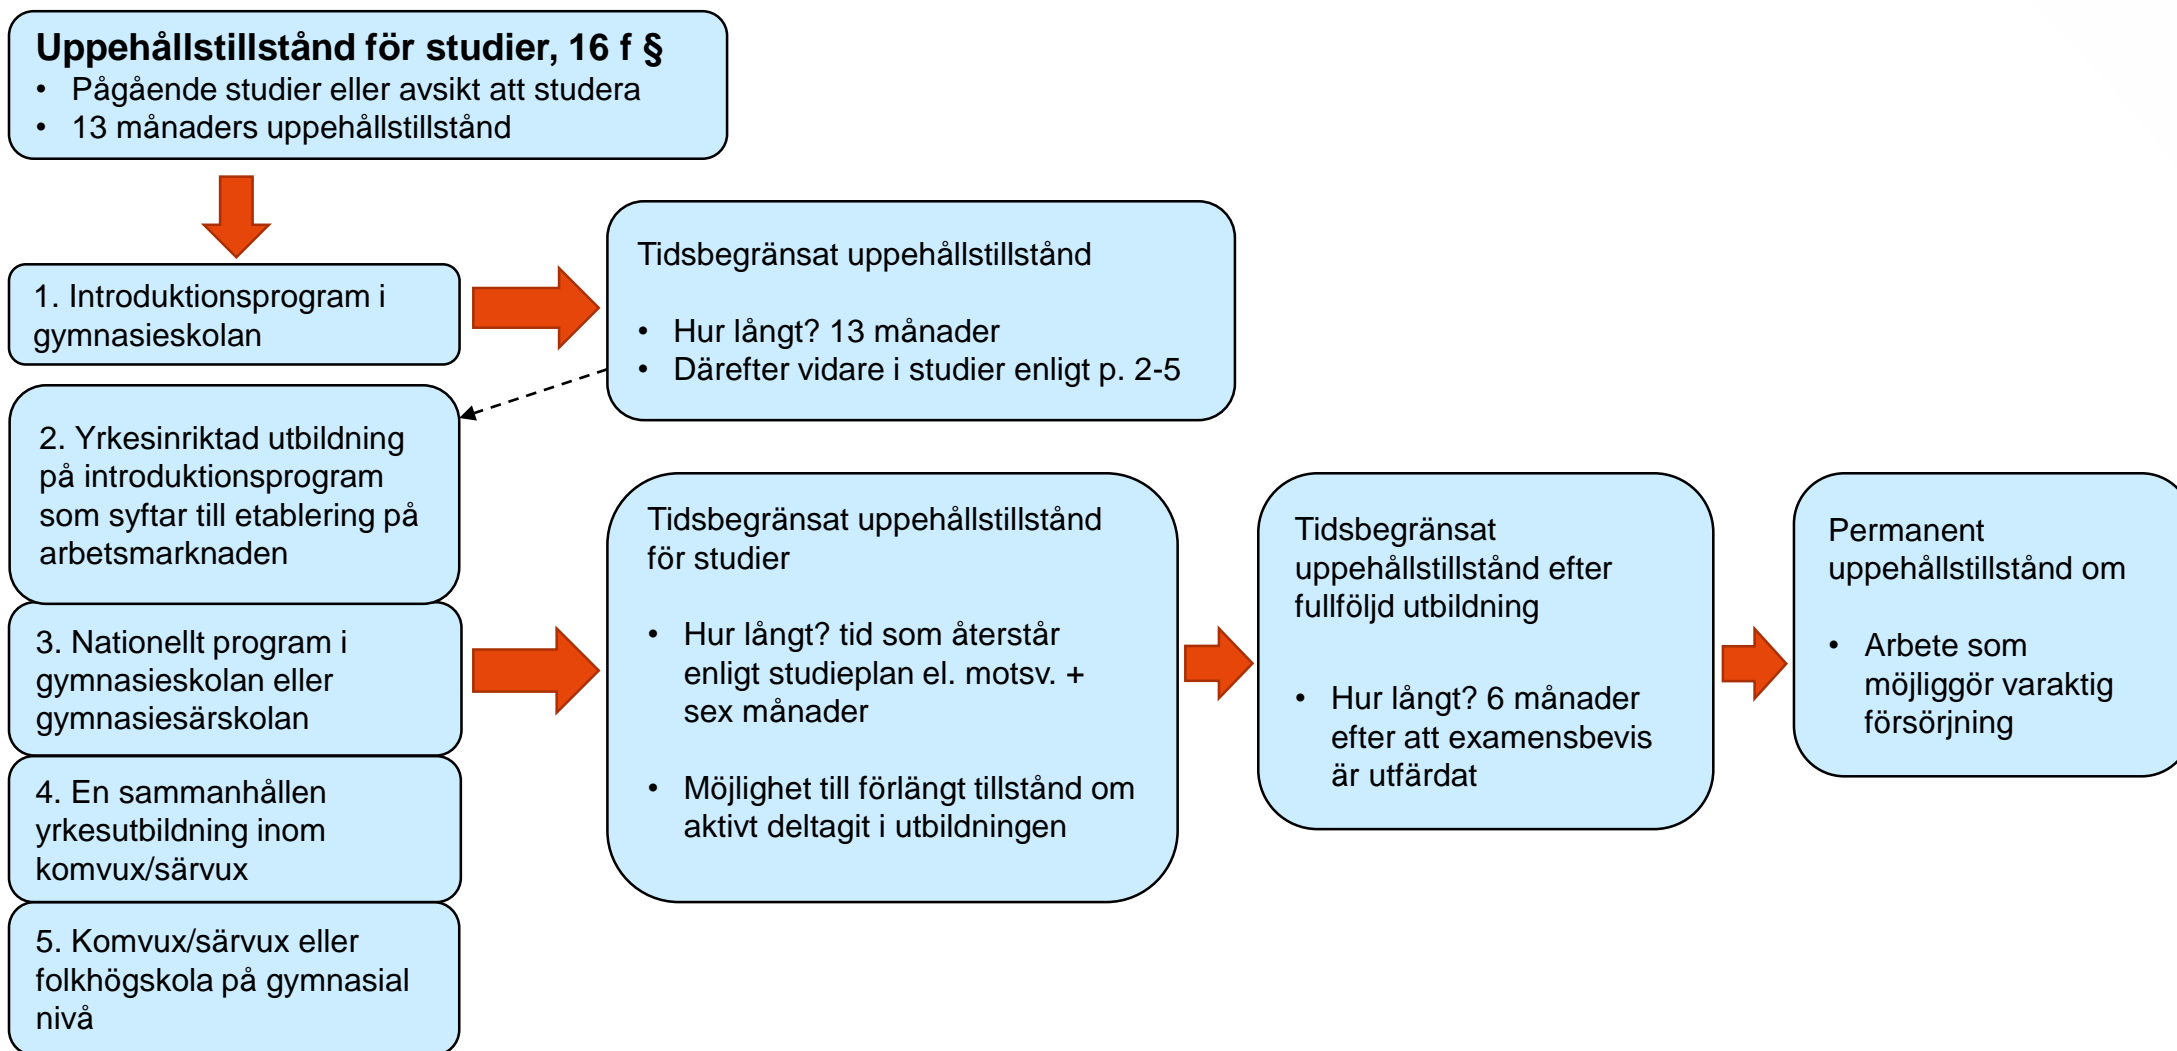 Uppehållstillstånd för studier, 16 f §
• Pågående studier eller avsikt att studera
• 13 månaders uppehållstillstånd
1. Introduktionsprogram i
gymnasieskolan
Tidsbegränsat uppehållstillstånd
• Hur långt? 13 månader
• Därefter vidare i studier enligt p. 2-5
2. Yrkesinriktad utbildning
på introduktionsprogram
som syftar till etablering på
arbetsmarknaden
3. Nationellt program i
gymnasieskolan eller
gymnasiesärskolan
4. En sammanhållen
yrkesutbildning inom
komvux/särvux
5. Komvux/särvux eller
folkhögskola på gymnasial
nivå
Tidsbegränsat uppehållstillstånd
för studier
• Hur långt? tid som återstår
enligt studieplan el. motsv. +
sex månader
• Möjlighet till förlängt tillstånd om
aktivt deltagit i utbildningen
Tidsbegränsat
uppehållstillstånd efter
fullföljd utbildning
• Hur långt? 6 månader
efter att examensbevis
är utfärdat
Permanent
uppehållstillstånd om
• Arbete som
möjliggör varaktig
försörjning